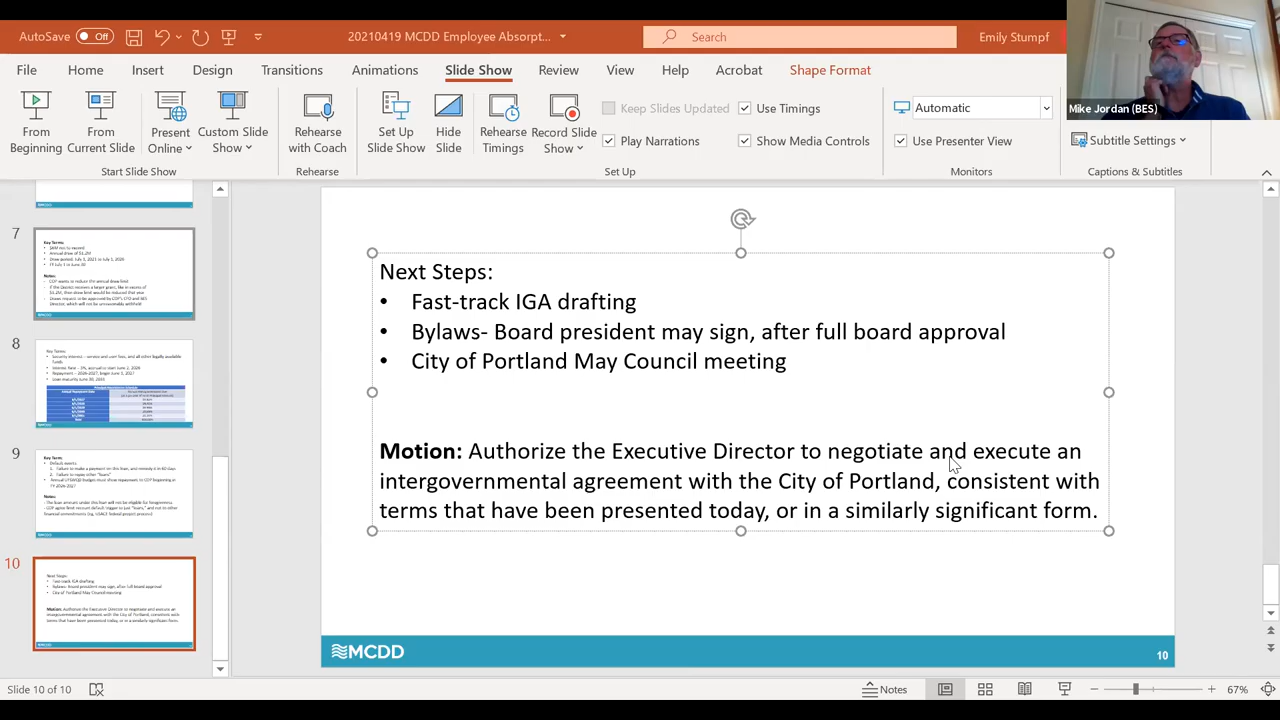 AutoSave Off 20210419 MCDD Employee Absorpt... Search Emily Stumpf
File Home Insert Design Transitions Animations Slide Show Review View Help Acrobat Shape Format
Mike Jordan (BES)
From Beginning
From Current Slide
Present Online
Custom Slide Show
Start Slide Show
Rehearse with Coach
Rehearse
Set Up Slide Show
Hide Slide
Rehearse Timings
Record Slide Show
Keep Slides Updated
Use Timings
Play Narrations
Show Media Controls
Set Up
Automatic
Use Presenter View
Monitors
Subtitle Settings
Captions & Subtitles
7
8
9
10
Next Steps:
• Fast-track IGA drafting
• Bylaws- Board president may sign, after full board approval
• City of Portland May Council meeting
Motion: Authorize the Executive Director to negotiate and execute an
intergovernmental agreement with the City of Portland, consistent with
terms that have been presented today, or in a similarly significant form.
MCDD
10
Slide 10 of 10 Notes 67%